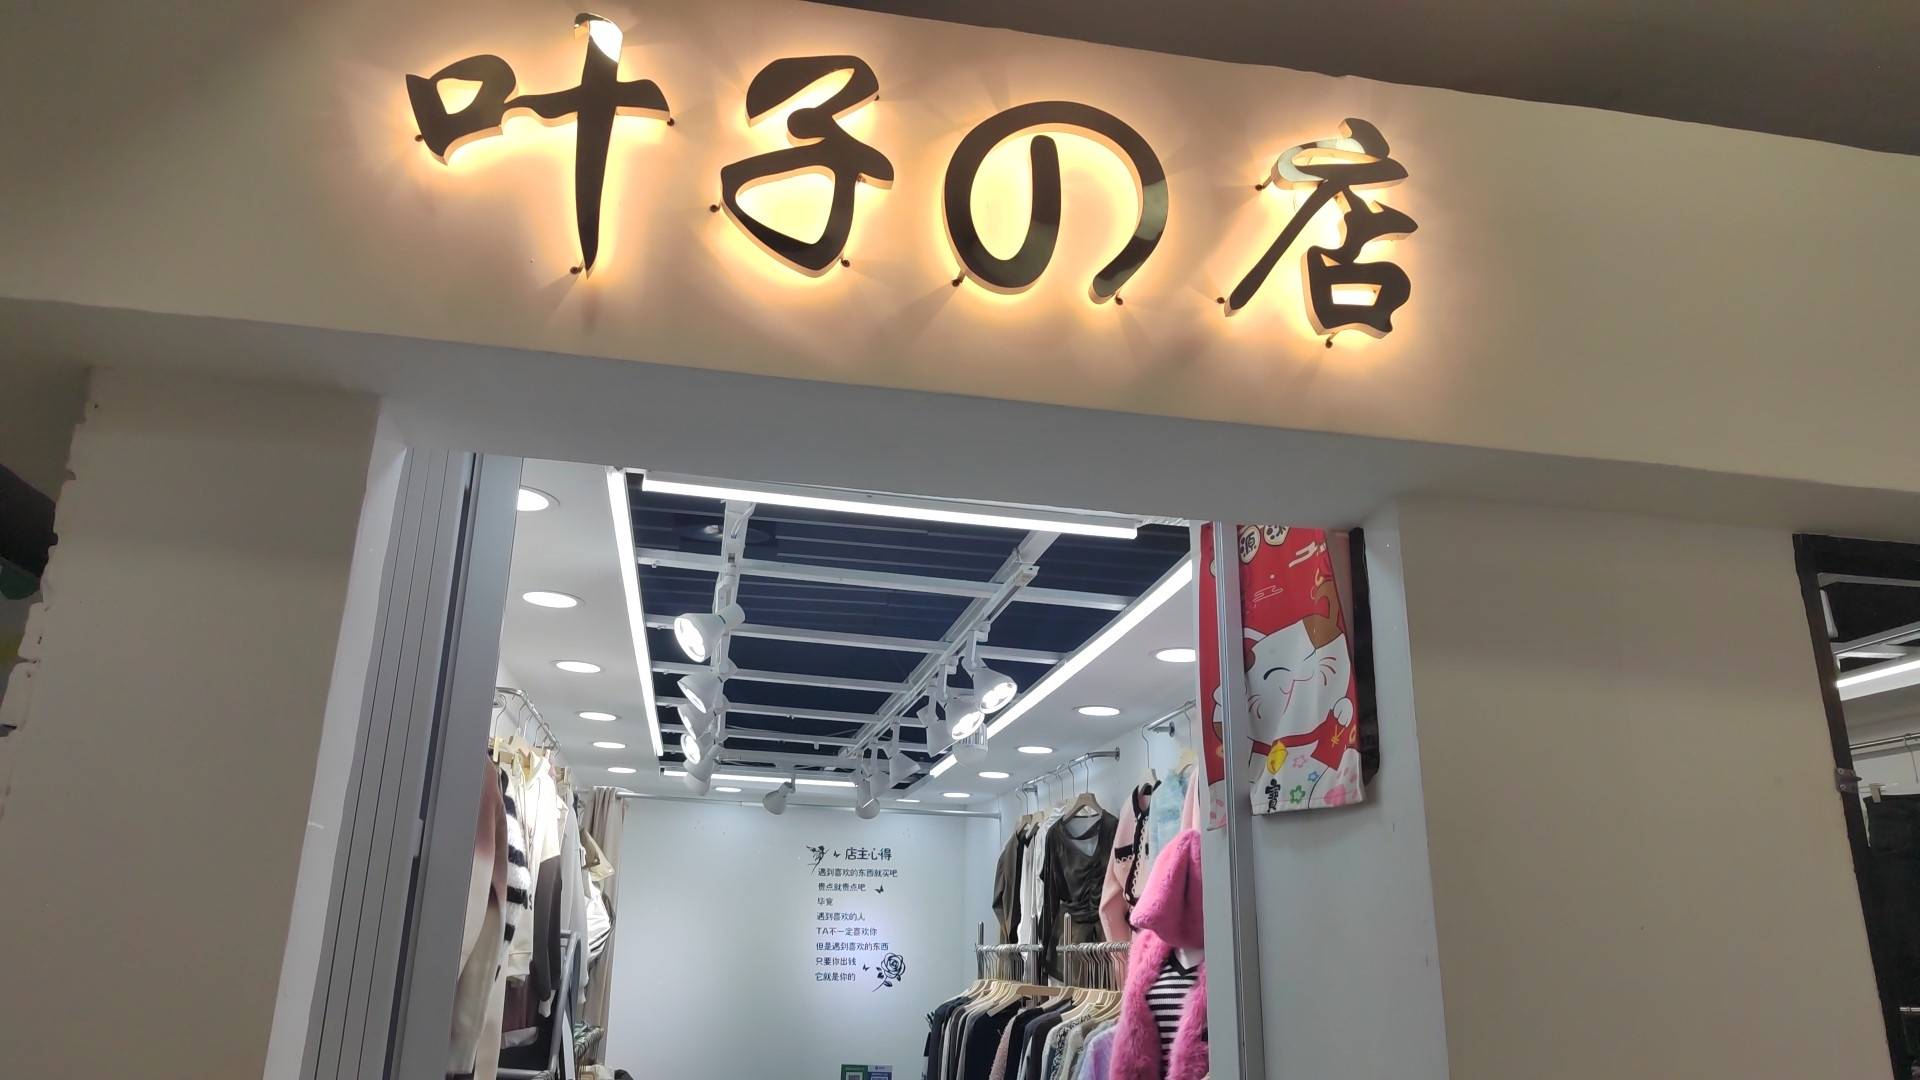 叶子の店
源
店主心得
遇到喜欢的东西就买吧
贵点就贵点吧
毕竟
遇到喜欢的人
TA不一定喜欢你
但是遇到喜欢的东西
只要你出钱
它就是你的